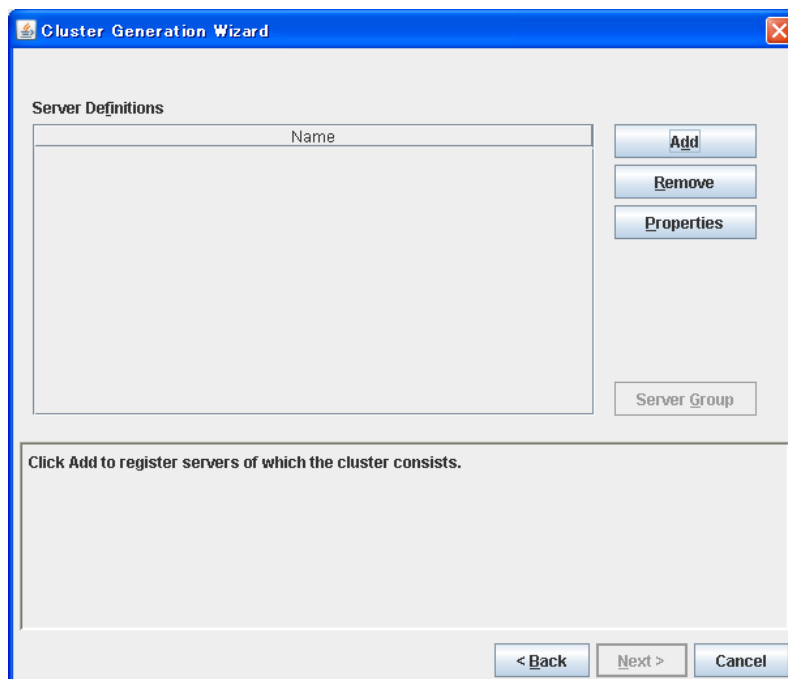 Cluster Generation Wizard
Server Definitions
Name
Add
Remove
Properties
Server Group
Click Add to register servers of which the cluster consists.
< Back
Next >
Cancel